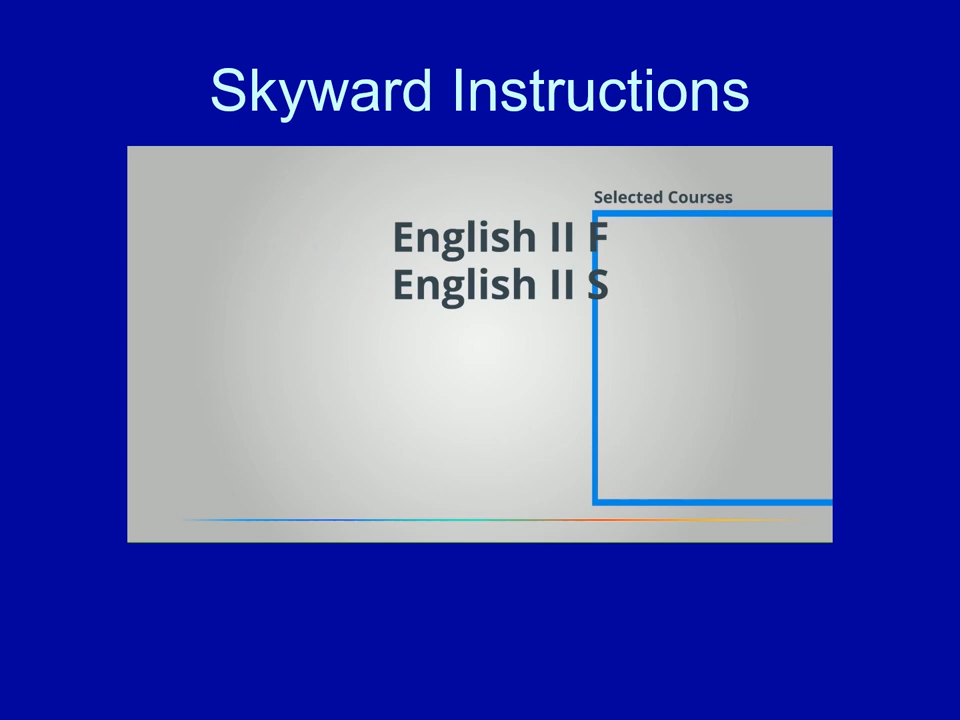 Skyward Instructions
Selected Courses
English II F
English II S